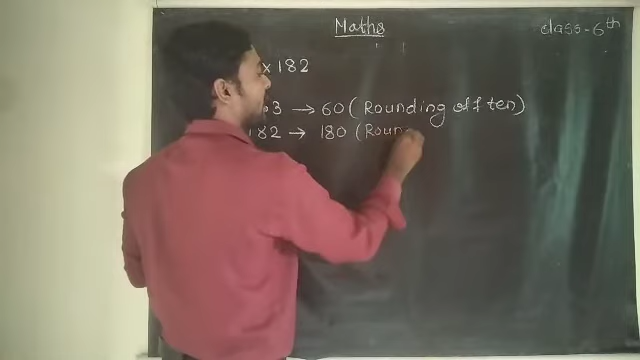 Maths
class-6th
x 182
3 → 60 (Rounding off ten)
182 → 180 (Roun